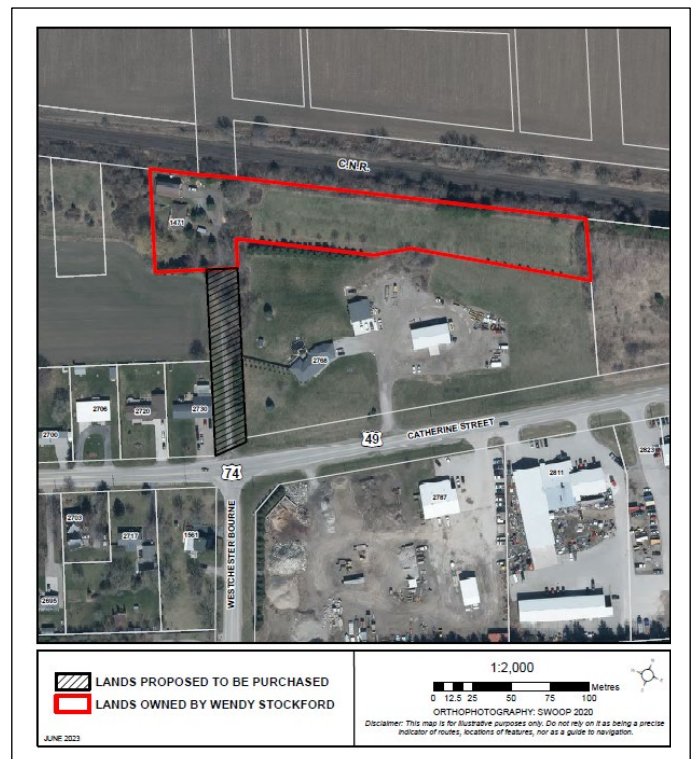 C.N.R.
1471
2768
2706
2720
2730
2700
49
CATHERINE STREET
74
2823
2811
2787
2703
2717
1561
WESTCHESTER BOURNE
2695
LANDS PROPOSED TO BE PURCHASED
LANDS OWNED BY WENDY STOCKFORD
JUNE 2023
1:2,000
Metres
0 12.5 25 50 75 100
ORTHOPHOTOGRAPHY: SWOOP 2020
Disclaimer: This map is for illustrative purposes only. Do not rely on it as being a precise
indicator of routes, locations of features, nor as a guide to navigation.